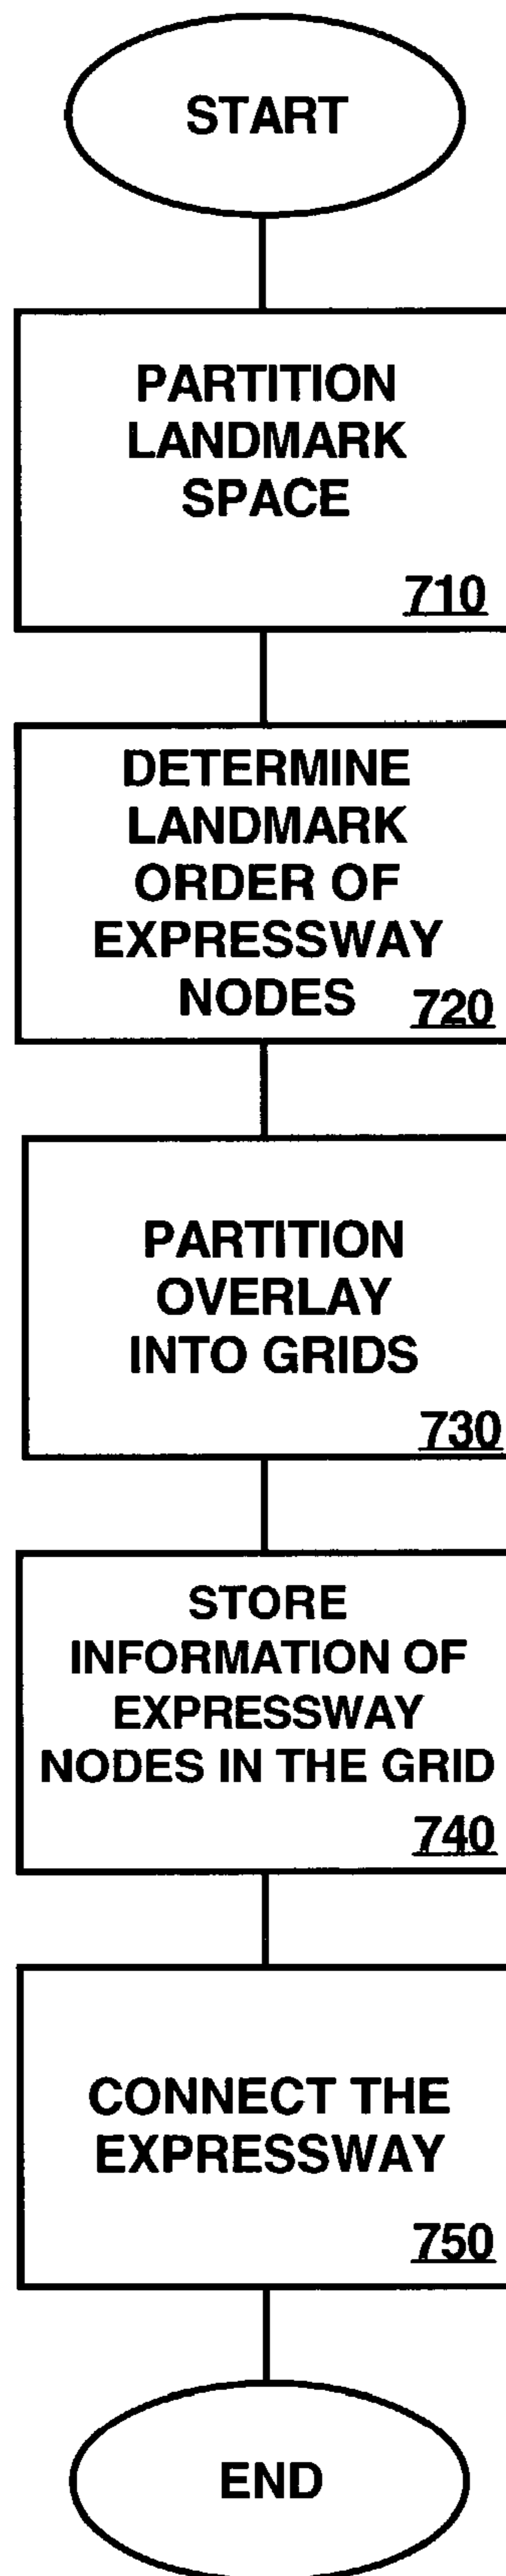 START
PARTITION
LANDMARK
SPACE
710
DETERMINE
LANDMARK
ORDER OF
EXPRESSWAY
NODES 720
PARTITION
OVERLAY
INTO GRIDS
730
STORE
INFORMATION OF
EXPRESSWAY
NODES IN THE GRID
740
CONNECT THE
EXPRESSWAY
750
END